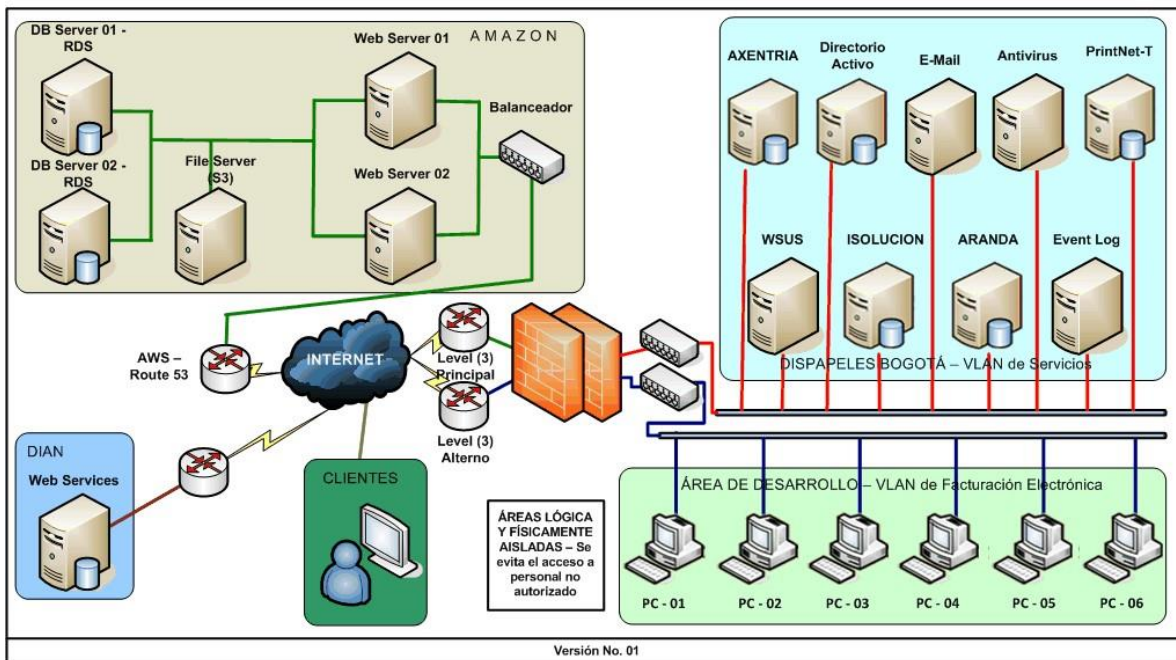 AMAZON
DB Server 01 -
RDS
Web Server 01
Balanceador
DB Server 02 -
RDS
File Server
(S3)
Web Server 02
AXENTRIA
Directorio
Activo
E-Mail
Antivirus
PrintNet-T
WSUS
ISOLUCION
ARANDA
Event Log
DISPAPELES BOGOTÁ – VLAN de Servicios
AWS –
Route 53
INTERNET
Level (3)
Principal
Level (3)
Alterno
DIAN
Web Services
CLIENTES
ÁREAS LÓGICA
Y FÍSICAMENTE
AISLADAS – Se
evita el acceso a
personal no
autorizado
ÁREA DE DESARROLLO – VLAN de Facturación Electrónica
PC - 01
PC - 02
PC - 03
PC - 04
PC - 05
PC - 06
Versión No. 01